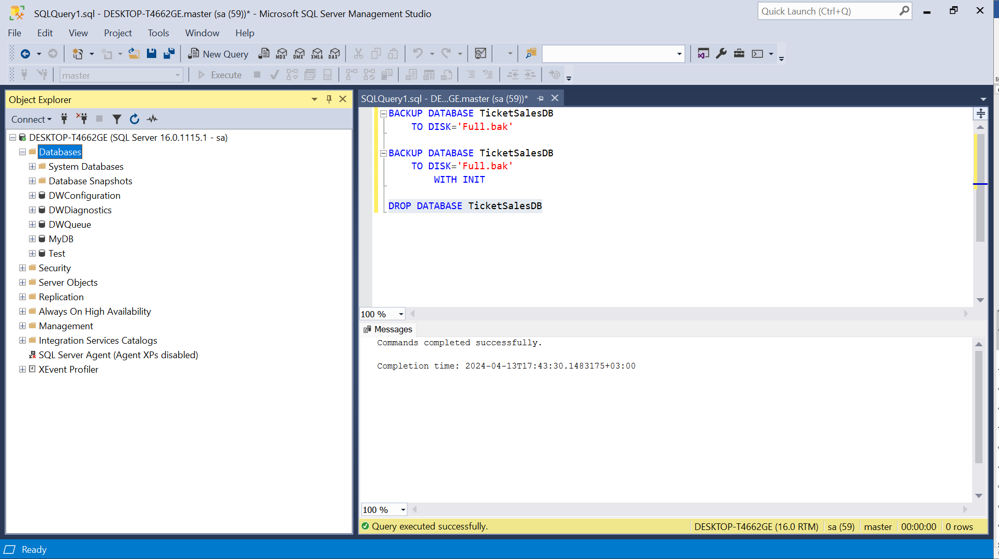 SQLQuery1.sql - DESKTOP-T4662GE.master (sa (59))* - Microsoft SQL Server Management Studio
Quick Launch (Ctrl+Q)
File Edit View Project Tools Window Help
New Query MDX DMX XMLA DAX
master Execute
Object Explorer
Connect
DESKTOP-T4662GE (SQL Server 16.0.1115.1 - sa)
Databases
System Databases
Database Snapshots
DWConfiguration
DWDiagnostics
DWQueue
MyDB
Test
Security
Server Objects
Replication
Always On High Availability
Management
Integration Services Catalogs
SQL Server Agent (Agent XPs disabled)
XEvent Profiler
SQLQuery1.sql - DE...GE.master (sa (59))*
BACKUP DATABASE TicketSalesDB
TO DISK='Full.bak'
BACKUP DATABASE TicketSalesDB
TO DISK='Full.bak'
WITH INIT
DROP DATABASE TicketSalesDB
100 %
Messages
Commands completed successfully.
Completion time: 2024-04-13T17:43:30.1483175+03:00
100 %
Query executed successfully. DESKTOP-T4662GE (16.0 RTM) sa (59) master 00:00:00 0 rows
Ready